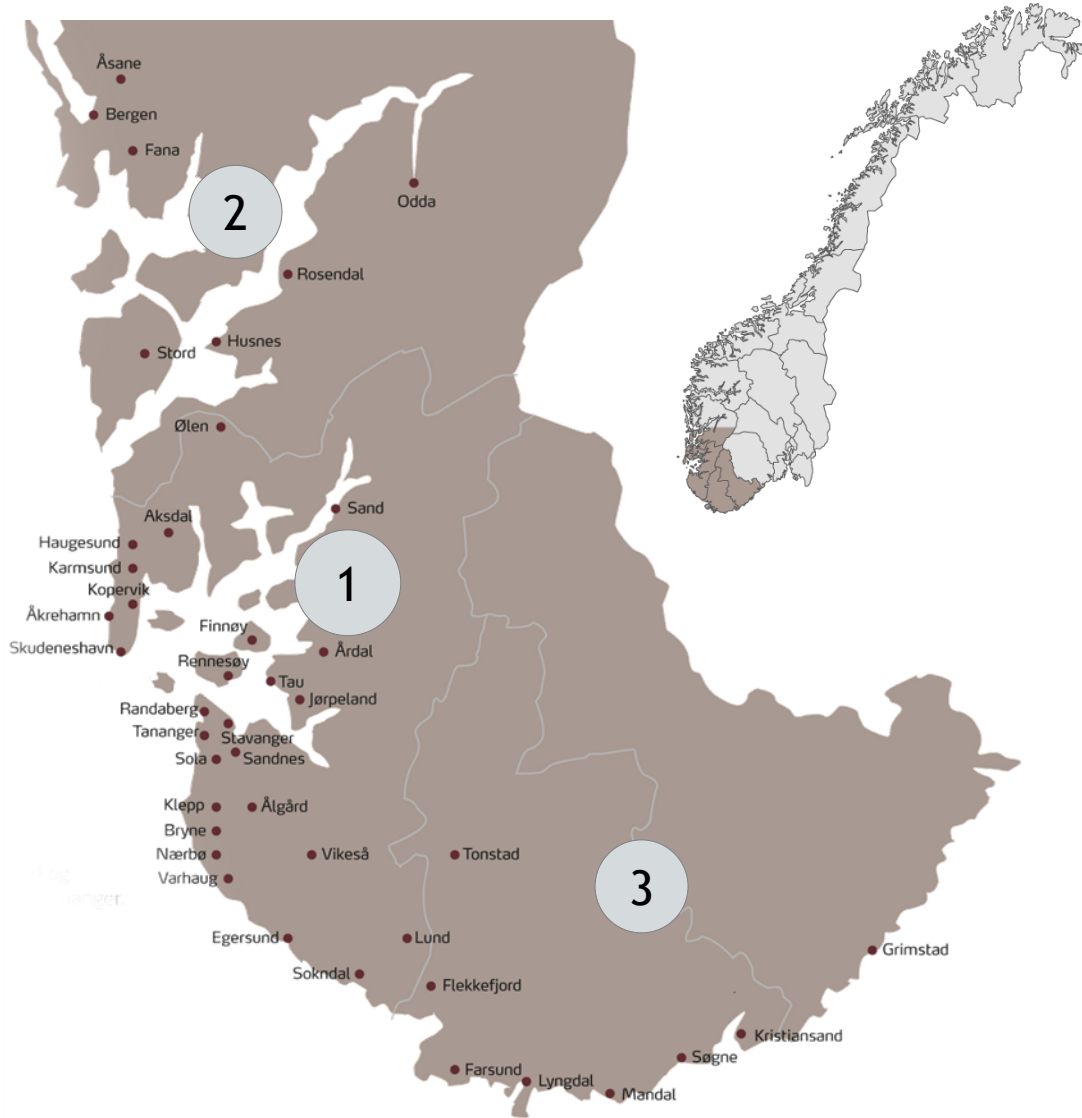 Åsane
Bergen
Fana
2
Odda
Rosendal
Husnes
Stord
Ølen
Sand
Aksdal
Haugesund
1
Karmsund
Kopervik
Åkrehamn
Finnøy
Skudeneshavn
Årdal
Rennesøy
Tau
Jørpeland
Randaberg
Tananger
Stavanger
Sola
Sandnes
Klepp
Ålgård
Bryne
Nærbø
Vikeså
Tonstad
Varhaug
3
Egersund
Lund
Grimstad
Sokndal
Flekkefjord
Kristiansand
Søgne
Farsund
Lyngdal
Mandal